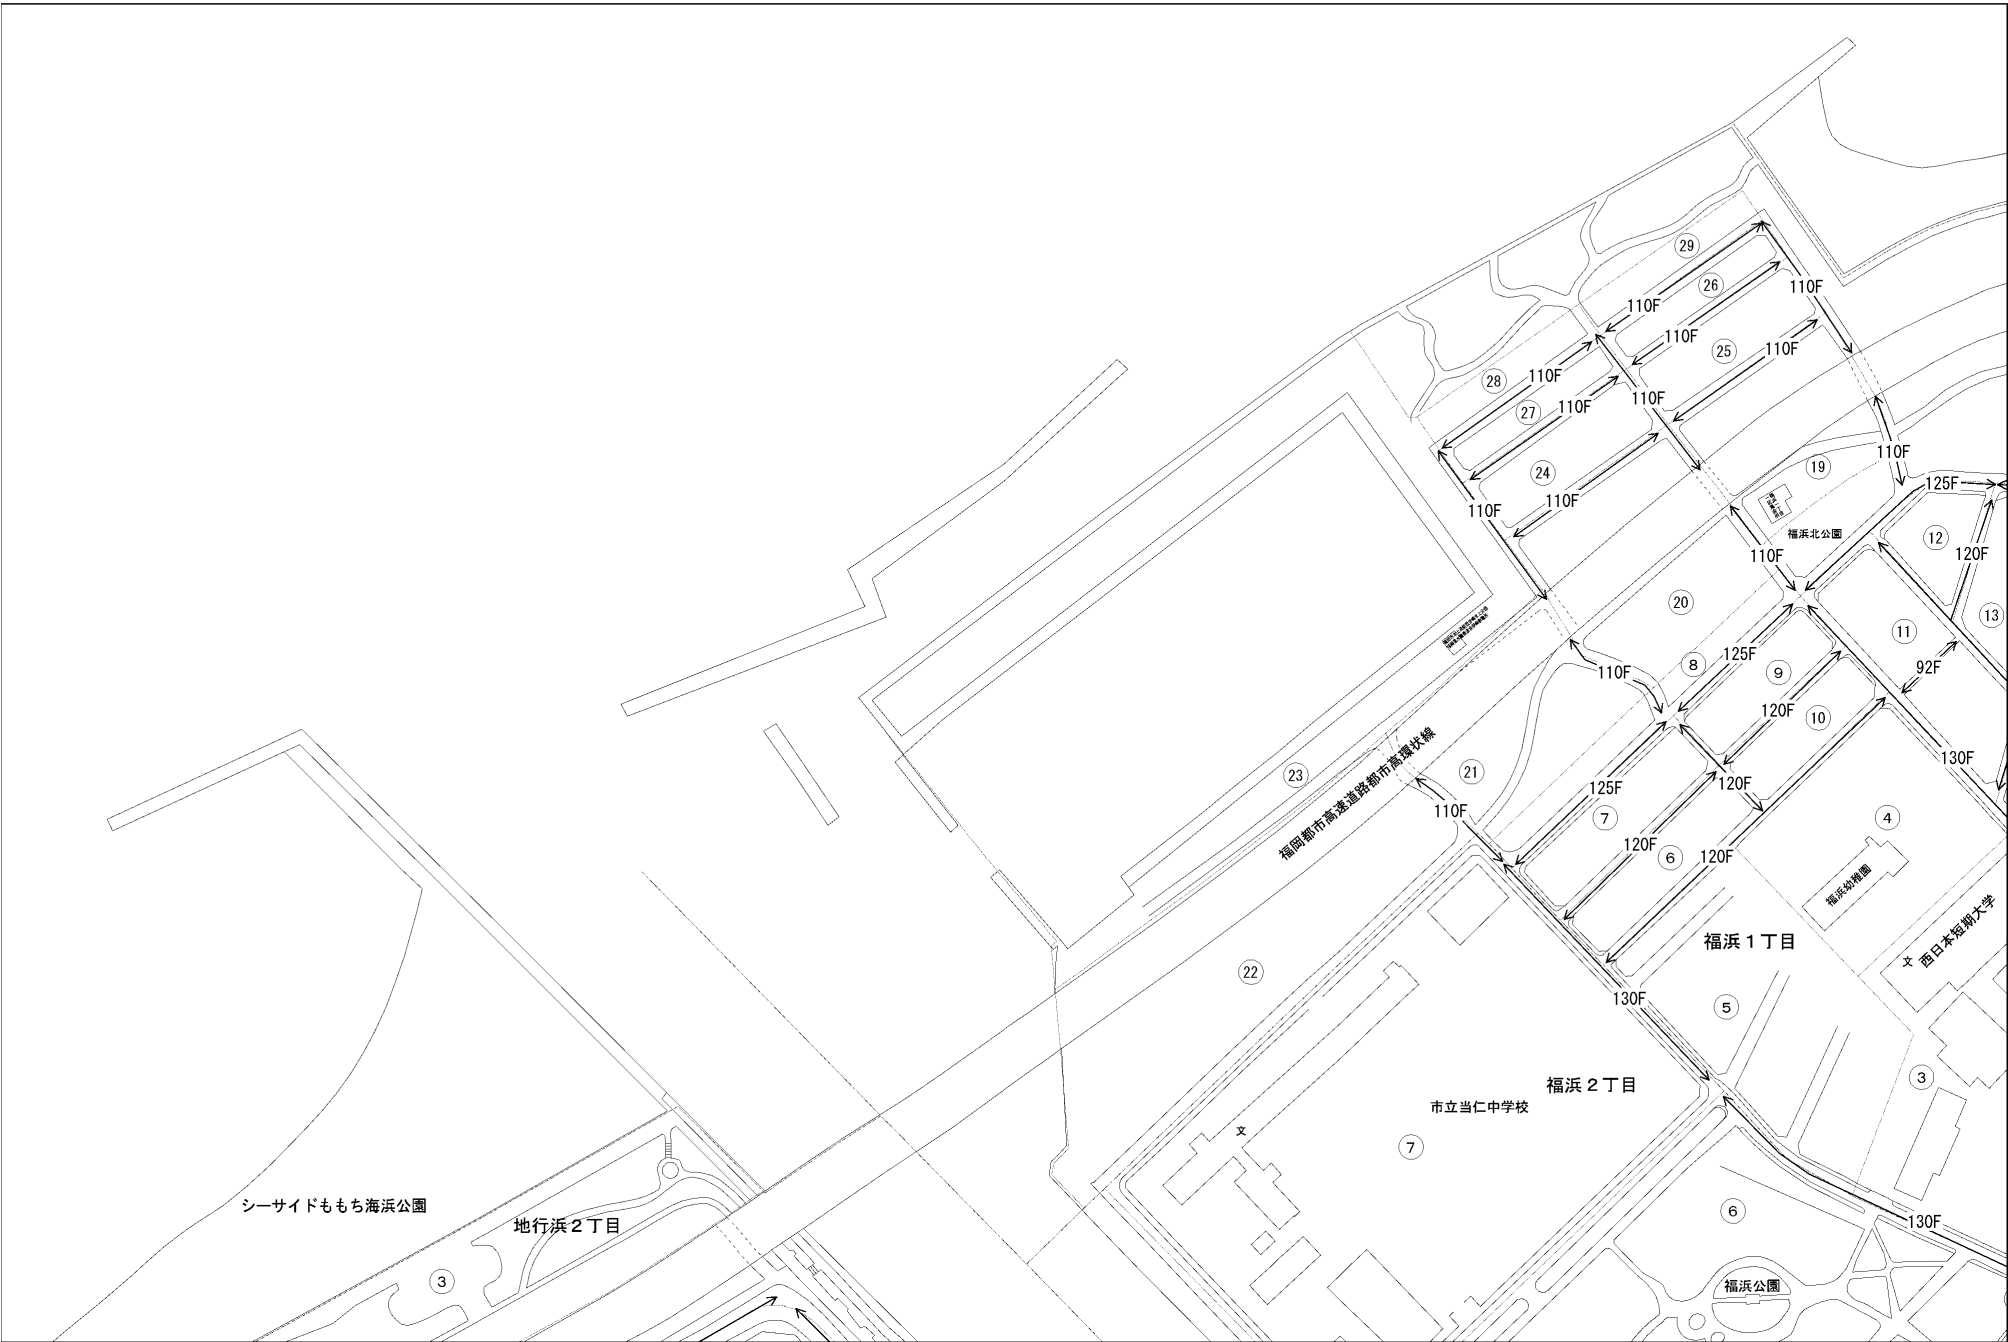 29
26
110F
110F
110F
110F
25
110F
28
110F
110F
27
110F
19
110F
24
125F
110F
110F
福浜北公園
12
110F
120F
20
13
11
125F
8
92F
110F
9
120F
10
福岡都市高速道路都市高環状線
130F
21
23
120F
125F
110F
7
4
120F
6
120F
福浜幼稚園
西日本短期大学
文
福浜1丁目
22
130F
5
3
福浜2丁目
市立当仁中学校
文
7
シーサイドももち海浜公園
地行浜2丁目
6
130F
3
福浜公園